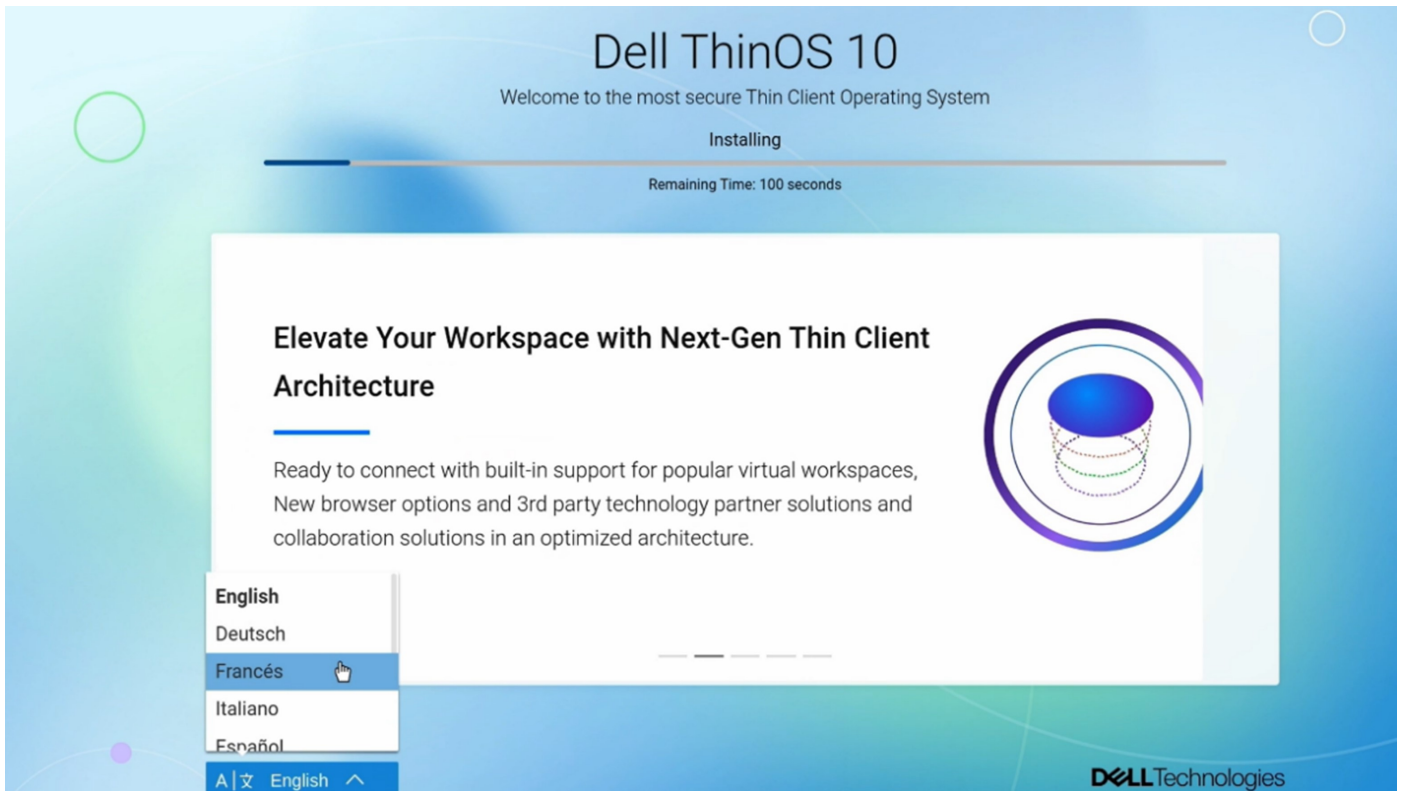 Dell ThinOS 10
Welcome to the most secure Thin Client Operating System
Installing
Remaining Time: 100 seconds
Elevate Your Workspace with Next-Gen Thin Client
Architecture
Ready to connect with built-in support for popular virtual workspaces,
New browser options and 3rd party technology partner solutions and
collaboration solutions in an optimized architecture.
English
Deutsch
Francés
Italiano
Español
A|文 English
DELLTechnologies